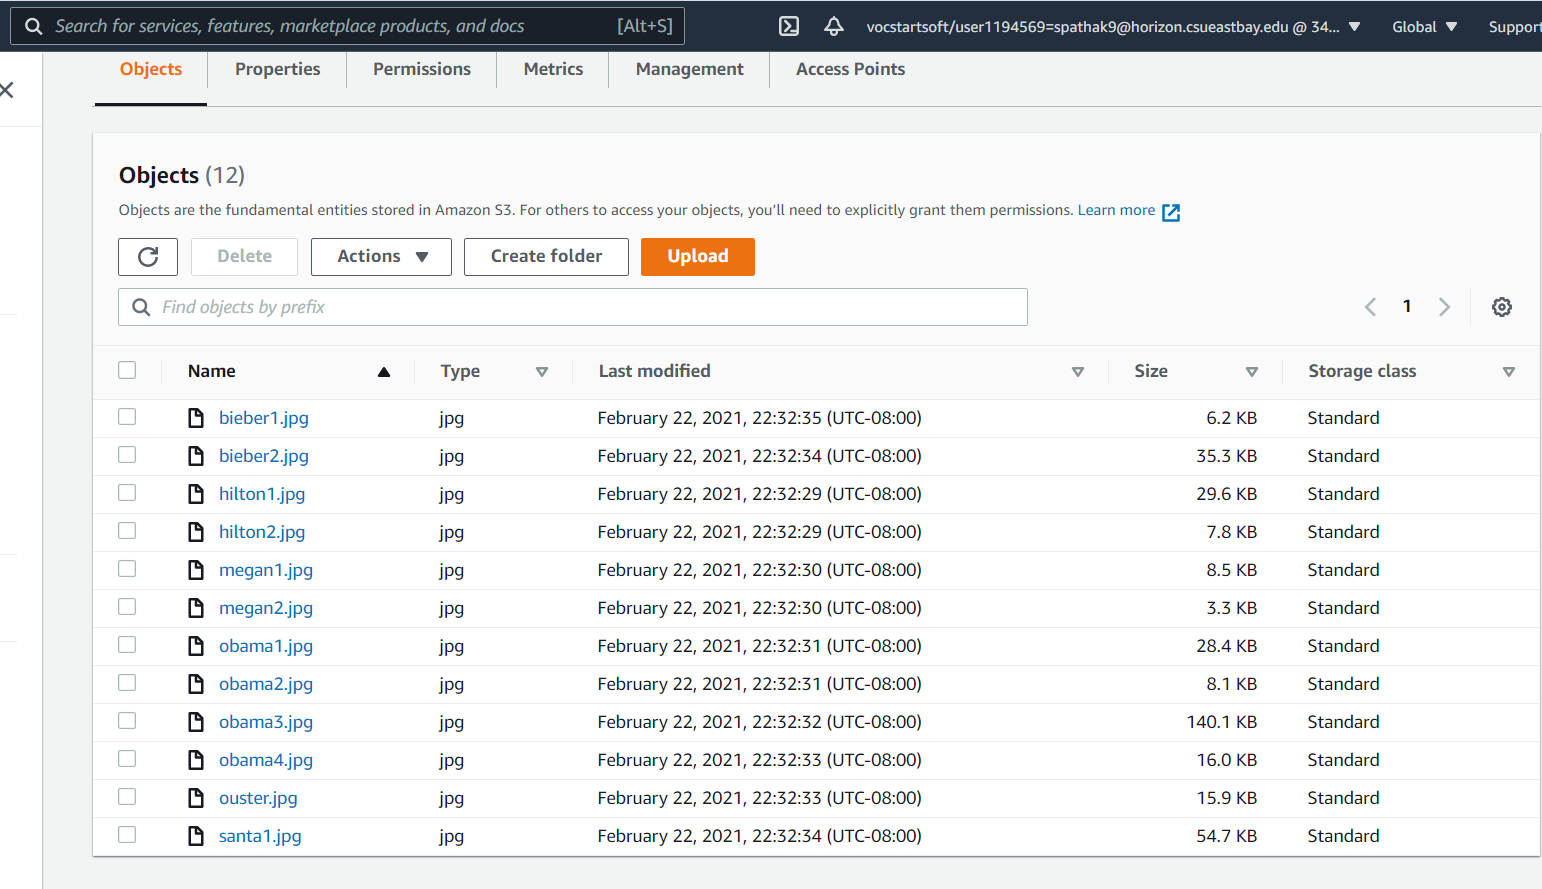 Search for services, features, marketplace products, and docs [Alt+S] vocstartsoft/user1194569=spathak9@horizon.csueastbay.edu @ 34... Global Support
Objects Properties Permissions Metrics Management Access Points
Objects (12)
Objects are the fundamental entities stored in Amazon S3. For others to access your objects, you'll need to explicitly grant them permissions. Learn more
Delete Actions Create folder Upload
Find objects by prefix 1
Name Type Last modified Size Storage class
bieber1.jpg jpg February 22, 2021, 22:32:35 (UTC-08:00) 6.2 KB Standard
bieber2.jpg jpg February 22, 2021, 22:32:34 (UTC-08:00) 35.3 KB Standard
hilton1.jpg jpg February 22, 2021, 22:32:29 (UTC-08:00) 29.6 KB Standard
hilton2.jpg jpg February 22, 2021, 22:32:29 (UTC-08:00) 7.8 KB Standard
megan1.jpg jpg February 22, 2021, 22:32:30 (UTC-08:00) 8.5 KB Standard
megan2.jpg jpg February 22, 2021, 22:32:30 (UTC-08:00) 3.3 KB Standard
obama1.jpg jpg February 22, 2021, 22:32:31 (UTC-08:00) 28.4 KB Standard
obama2.jpg jpg February 22, 2021, 22:32:31 (UTC-08:00) 8.1 KB Standard
obama3.jpg jpg February 22, 2021, 22:32:32 (UTC-08:00) 140.1 KB Standard
obama4.jpg jpg February 22, 2021, 22:32:33 (UTC-08:00) 16.0 KB Standard
ouster.jpg jpg February 22, 2021, 22:32:33 (UTC-08:00) 15.9 KB Standard
santa1.jpg jpg February 22, 2021, 22:32:34 (UTC-08:00) 54.7 KB Standard